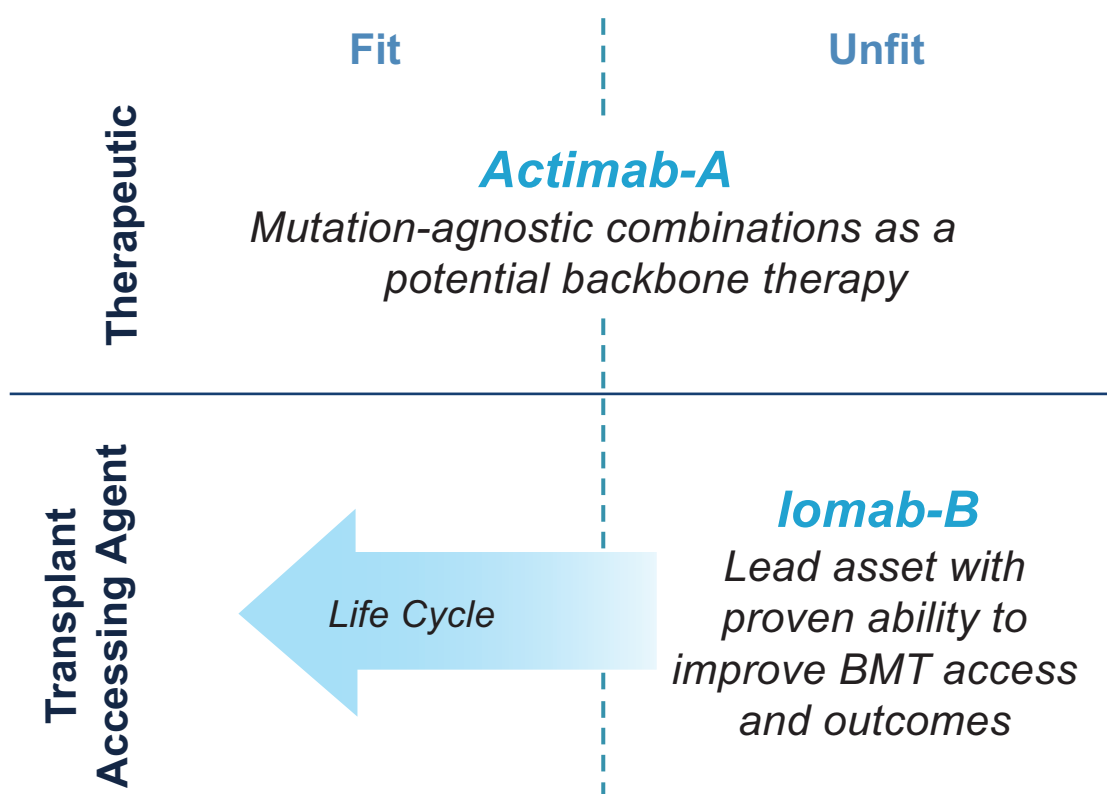 Fit
Unfit
Therapeutic
Actimab-A
Mutation-agnostic combinations as a
potential backbone therapy
Transplant
Accessing Agent
Life Cycle
Iomab-B
Lead asset with
proven ability to
improve BMT access
and outcomes